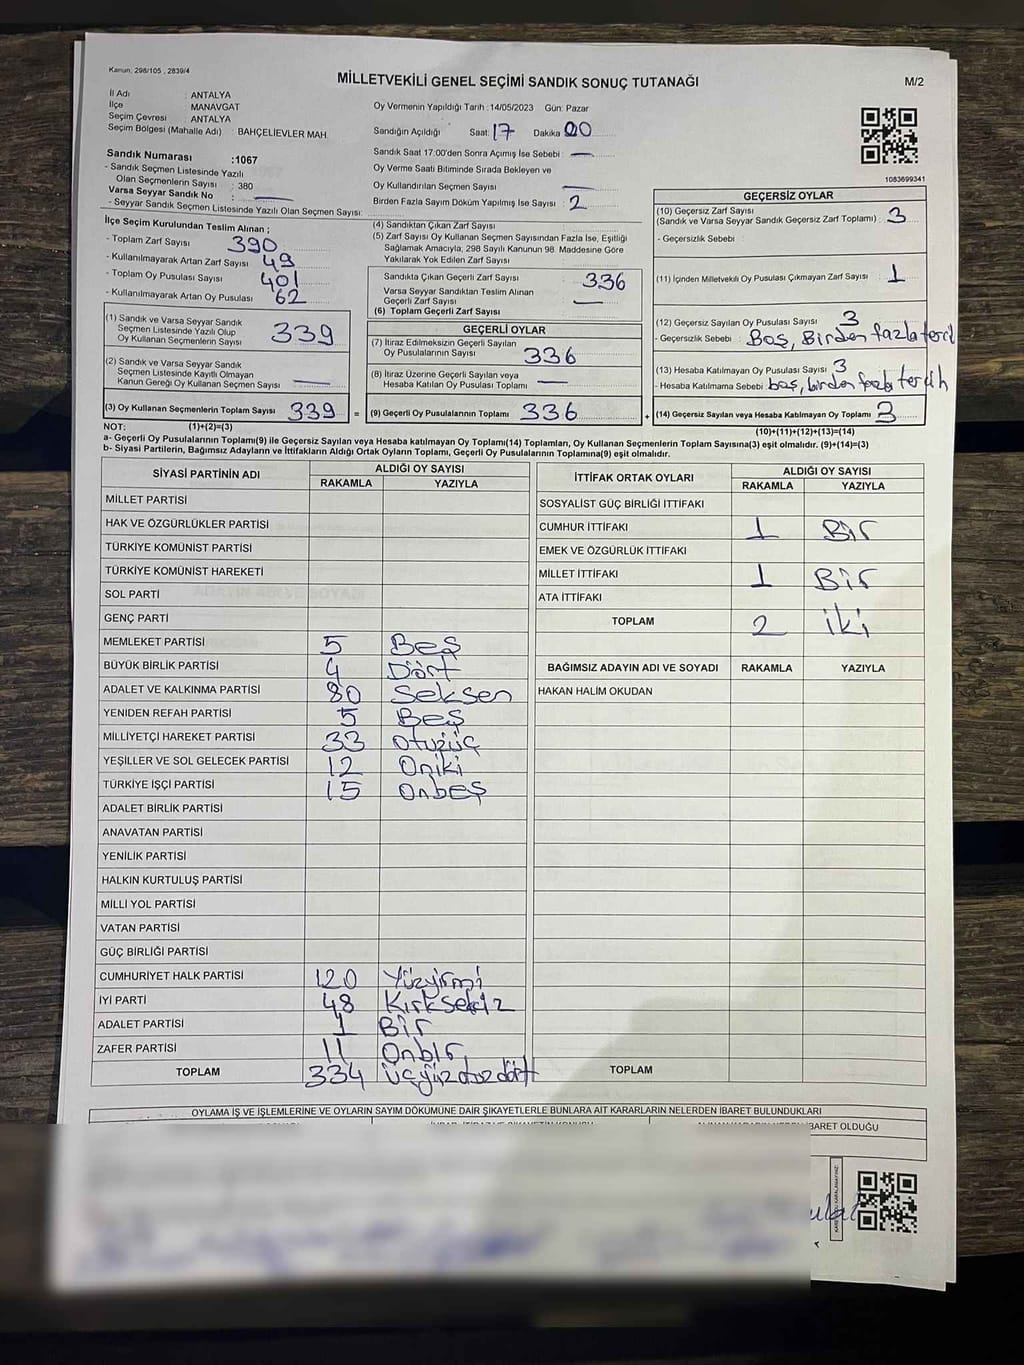 Kanun: 298/105 , 2839/4
MİLLETVEKİLİ GENEL SEÇİMİ SANDIK SONUÇ TUTANAĞI
M/2
İl Adı : ANTALYA
İlçe : MANAVGAT
Seçim Çevresi : ANTALYA
Seçim Bölgesi (Mahalle Adı) : BAHÇELİEVLER MAH.
Sandık Numarası :1067
- Sandık Seçmen Listesinde Yazılı
Olan Seçmenlerin Sayısı : 380
Varsa Seyyar Sandık No : —
- Seyyar Sandık Seçmen Listesinde Yazılı Olan Seçmen Sayısı:
Oy Vermenin Yapıldığı Tarih :14/05/2023 Gün: Pazar
Sandığın Açıldığı Saat: 17 Dakika 00
Sandık Saat 17:00'den Sonra Açımış İse Sebebi : —
Oy Verme Saati Bitiminde Sırada Bekleyen ve
Oy Kullandırılan Seçmen Sayısı : —
Birden Fazla Sayım Döküm Yapılmış İse Sayısı : 2
1083699341
İlçe Seçim Kurulundan Teslim Alınan ;
- Toplam Zarf Sayısı : 390
- Kullanılmayarak Artan Zarf Sayısı : 49
- Toplam Oy Pusulası Sayısı : 401
- Kullanılmayarak Artan Oy Pusulası : 62
(1) Sandık ve Varsa Seyyar Sandık
Seçmen Listesinde Yazılı Olup
Oy Kullanan Seçmenlerin Sayısı : 339
(2) Sandık ve Varsa Seyyar Sandık
Seçmen Listesinde Kayıtlı Olmayan
Kanun Gereği Oy Kullanan Seçmen Sayısı : —
(3) Oy Kullanan Seçmenlerin Toplam Sayısı : 339 =
(4) Sandıktan Çıkan Zarf Sayısı :
(5) Zarf Sayısı Oy Kullanan Seçmen Sayısından Fazla İse, Eşitliği
Sağlamak Amacıyla, 298 Sayılı Kanunun 98. Maddesine Göre
Yakılarak Yok Edilen Zarf Sayısı :
Sandıkta Çıkan Geçerli Zarf Sayısı : 336
Varsa Seyyar Sandıktan Teslim Alınan
Geçerli Zarf Sayısı : —
(6) Toplam Geçerli Zarf Sayısı :
GEÇERLİ OYLAR
(7) İtiraz Edilmeksizin Geçerli Sayılan
Oy Pusulalarının Sayısı : 336
(8) İtiraz Üzerine Geçerli Sayılan veya
Hesaba Katılan Oy Pusulası Toplamı : —
(9) Geçerli Oy Pusulalarının Toplamı : 336 +
GEÇERSİZ OYLAR
(10) Geçersiz Zarf Sayısı
(Sandık ve Varsa Seyyar Sandık Geçersiz Zarf Toplamı) : 3
- Geçersizlik Sebebi :
(11) İçinden Milletvekili Oy Pusulası Çıkmayan Zarf Sayısı : 1
(12) Geçersiz Sayılan Oy Pusulası Sayısı : 3
- Geçersizlik Sebebi : Boş, Birden fazla terci
(13) Hesaba Katılmayan Oy Pusulası Sayısı : 3
- Hesaba Katılmama Sebebi : boş, birden fazla tercih
(14) Geçersiz Sayılan veya Hesaba Katılmayan Oy Toplamı : 3
NOT: (1)+(2)=(3) (10)+(11)+(12)+(13)=(14)
a- Geçerli Oy Pusulalarının Toplamı(9) ile Geçersiz Sayılan veya Hesaba katılmayan Oy Toplamı(14) Toplamları, Oy Kullanan Seçmenlerin Toplam Sayısına(3) eşit olmalıdır. (9)+(14)=(3)
b- Siyasi Partilerin, Bağımsız Adayların ve İttifakların Aldığı Oyların Toplamı, Geçerli Oy Pusulalarının Toplamına(9) eşit olmalıdır.
SİYASİ PARTİNİN ADI ALDIĞI OY SAYISI
RAKAMLA YAZIYLA
MİLLET PARTİSİ
HAK VE ÖZGÜRLÜKLER PARTİSİ
TÜRKİYE KOMÜNİST PARTİSİ
TÜRKİYE KOMÜNİST HAREKETİ
SOL PARTİ
GENÇ PARTİ
MEMLEKET PARTİSİ 5 Beş
BÜYÜK BİRLİK PARTİSİ 4 Dört
ADALET VE KALKINMA PARTİSİ 80 Seksen
YENİDEN REFAH PARTİSİ 5 Beş
MİLLİYETÇİ HAREKET PARTİSİ 33 Otuzüç
YEŞİLLER VE SOL GELECEK PARTİSİ 12 Oniki
TÜRKİYE İŞÇİ PARTİSİ 15 Onbeş
ADALET BİRLİK PARTİSİ
ANAVATAN PARTİSİ
YENİLİK PARTİSİ
HALKIN KURTULUŞ PARTİSİ
MİLLİ YOL PARTİSİ
VATAN PARTİSİ
GÜÇ BİRLİĞİ PARTİSİ
CUMHURİYET HALK PARTİSİ 120 Yüzyirmi
İYİ PARTİ 48 Kırksekiz
ADALET PARTİSİ 1 Bir
ZAFER PARTİSİ 11 Onbir
TOPLAM 334 Üçyüzotuzdört
İTTİFAK ORTAK OYLARI ALDIĞI OY SAYISI
RAKAMLA YAZIYLA
SOSYALİST GÜÇ BİRLİĞİ İTTİFAKI
CUMHUR İTTİFAKI 1 Bir
EMEK VE ÖZGÜRLÜK İTTİFAKI
MİLLET İTTİFAKI 1 Bir
ATA İTTİFAKI
TOPLAM 2 iki
BAĞIMSIZ ADAYIN ADI VE SOYADI RAKAMLA YAZIYLA
HAKAN HALİM OKUDAN
TOPLAM
OYLAMA İŞ VE İŞLEMLERİNE VE OYLARIN SAYIM DÖKÜMÜNE DAİR ŞİKAYETLERLE BUNLARA AİT KARARLARIN NELERDEN İBARET BULUNDUKLARI
İBARET OLDUĞU